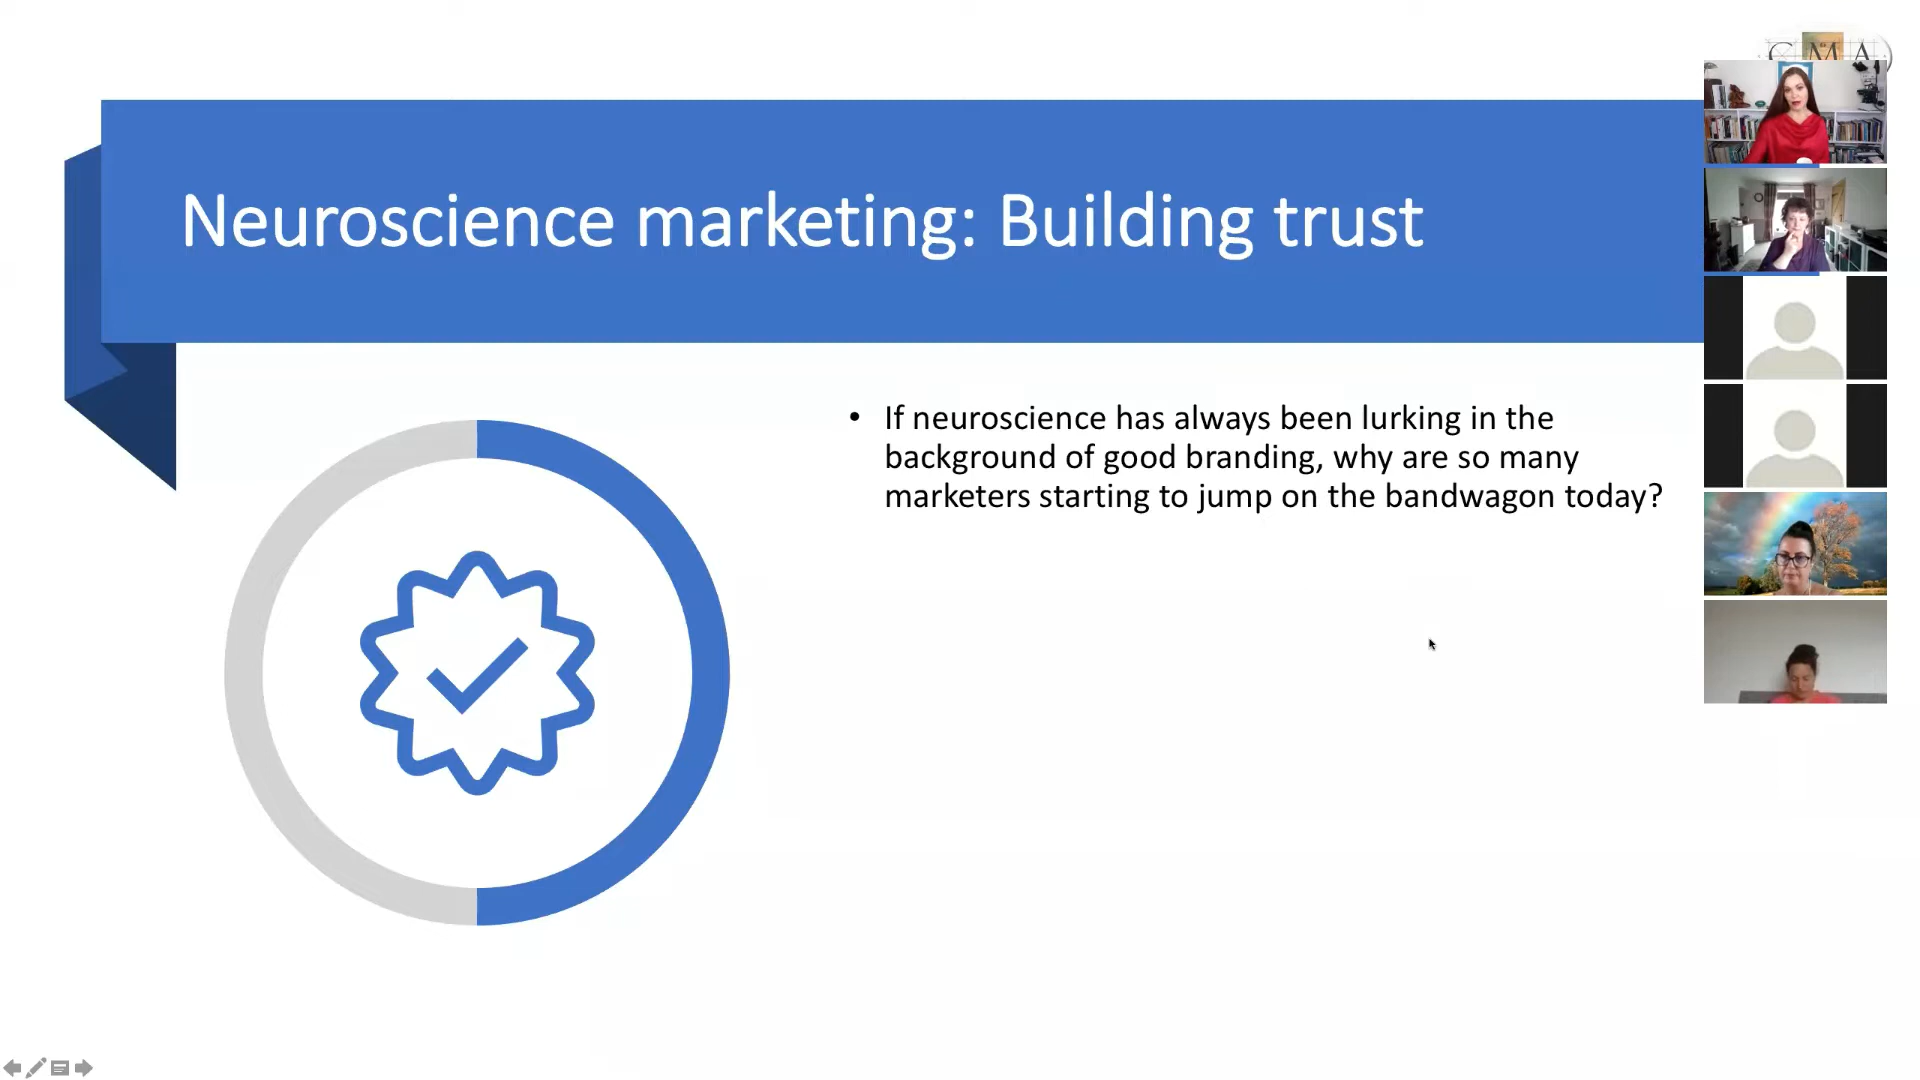 CMA
Neuroscience marketing: Building trust
• If neuroscience has always been lurking in the
background of good branding, why are so many
marketers starting to jump on the bandwagon today?